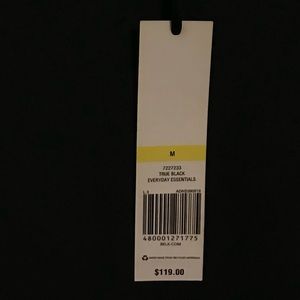 M
7227233
TRUE BLACK
EVERYDAY ESSENTIALS
480001271775
BELK.COM
$119.00